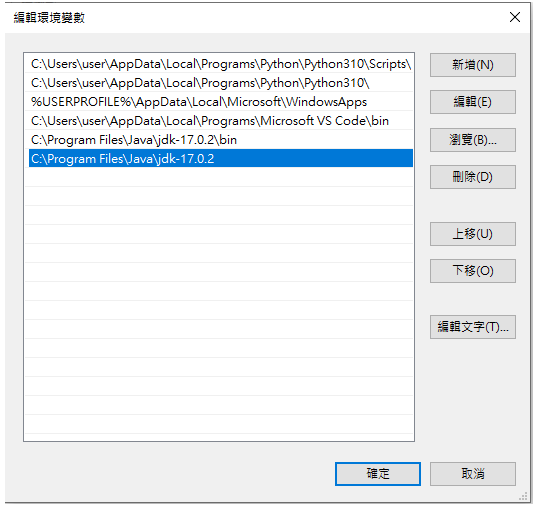 編輯環境變數
C:\Users\user\AppData\Local\Programs\Python\Python310\Scripts\
C:\Users\user\AppData\Local\Programs\Python\Python310\
%USERPROFILE%\AppData\Local\Microsoft\WindowsApps
C:\Users\user\AppData\Local\Programs\Microsoft VS Code\bin
C:\Program Files\Java\jdk-17.0.2\bin
C:\Program Files\Java\jdk-17.0.2
新增(N)
編輯(E)
瀏覽(B)...
刪除(D)
上移(U)
下移(O)
編輯文字(T)...
確定
取消